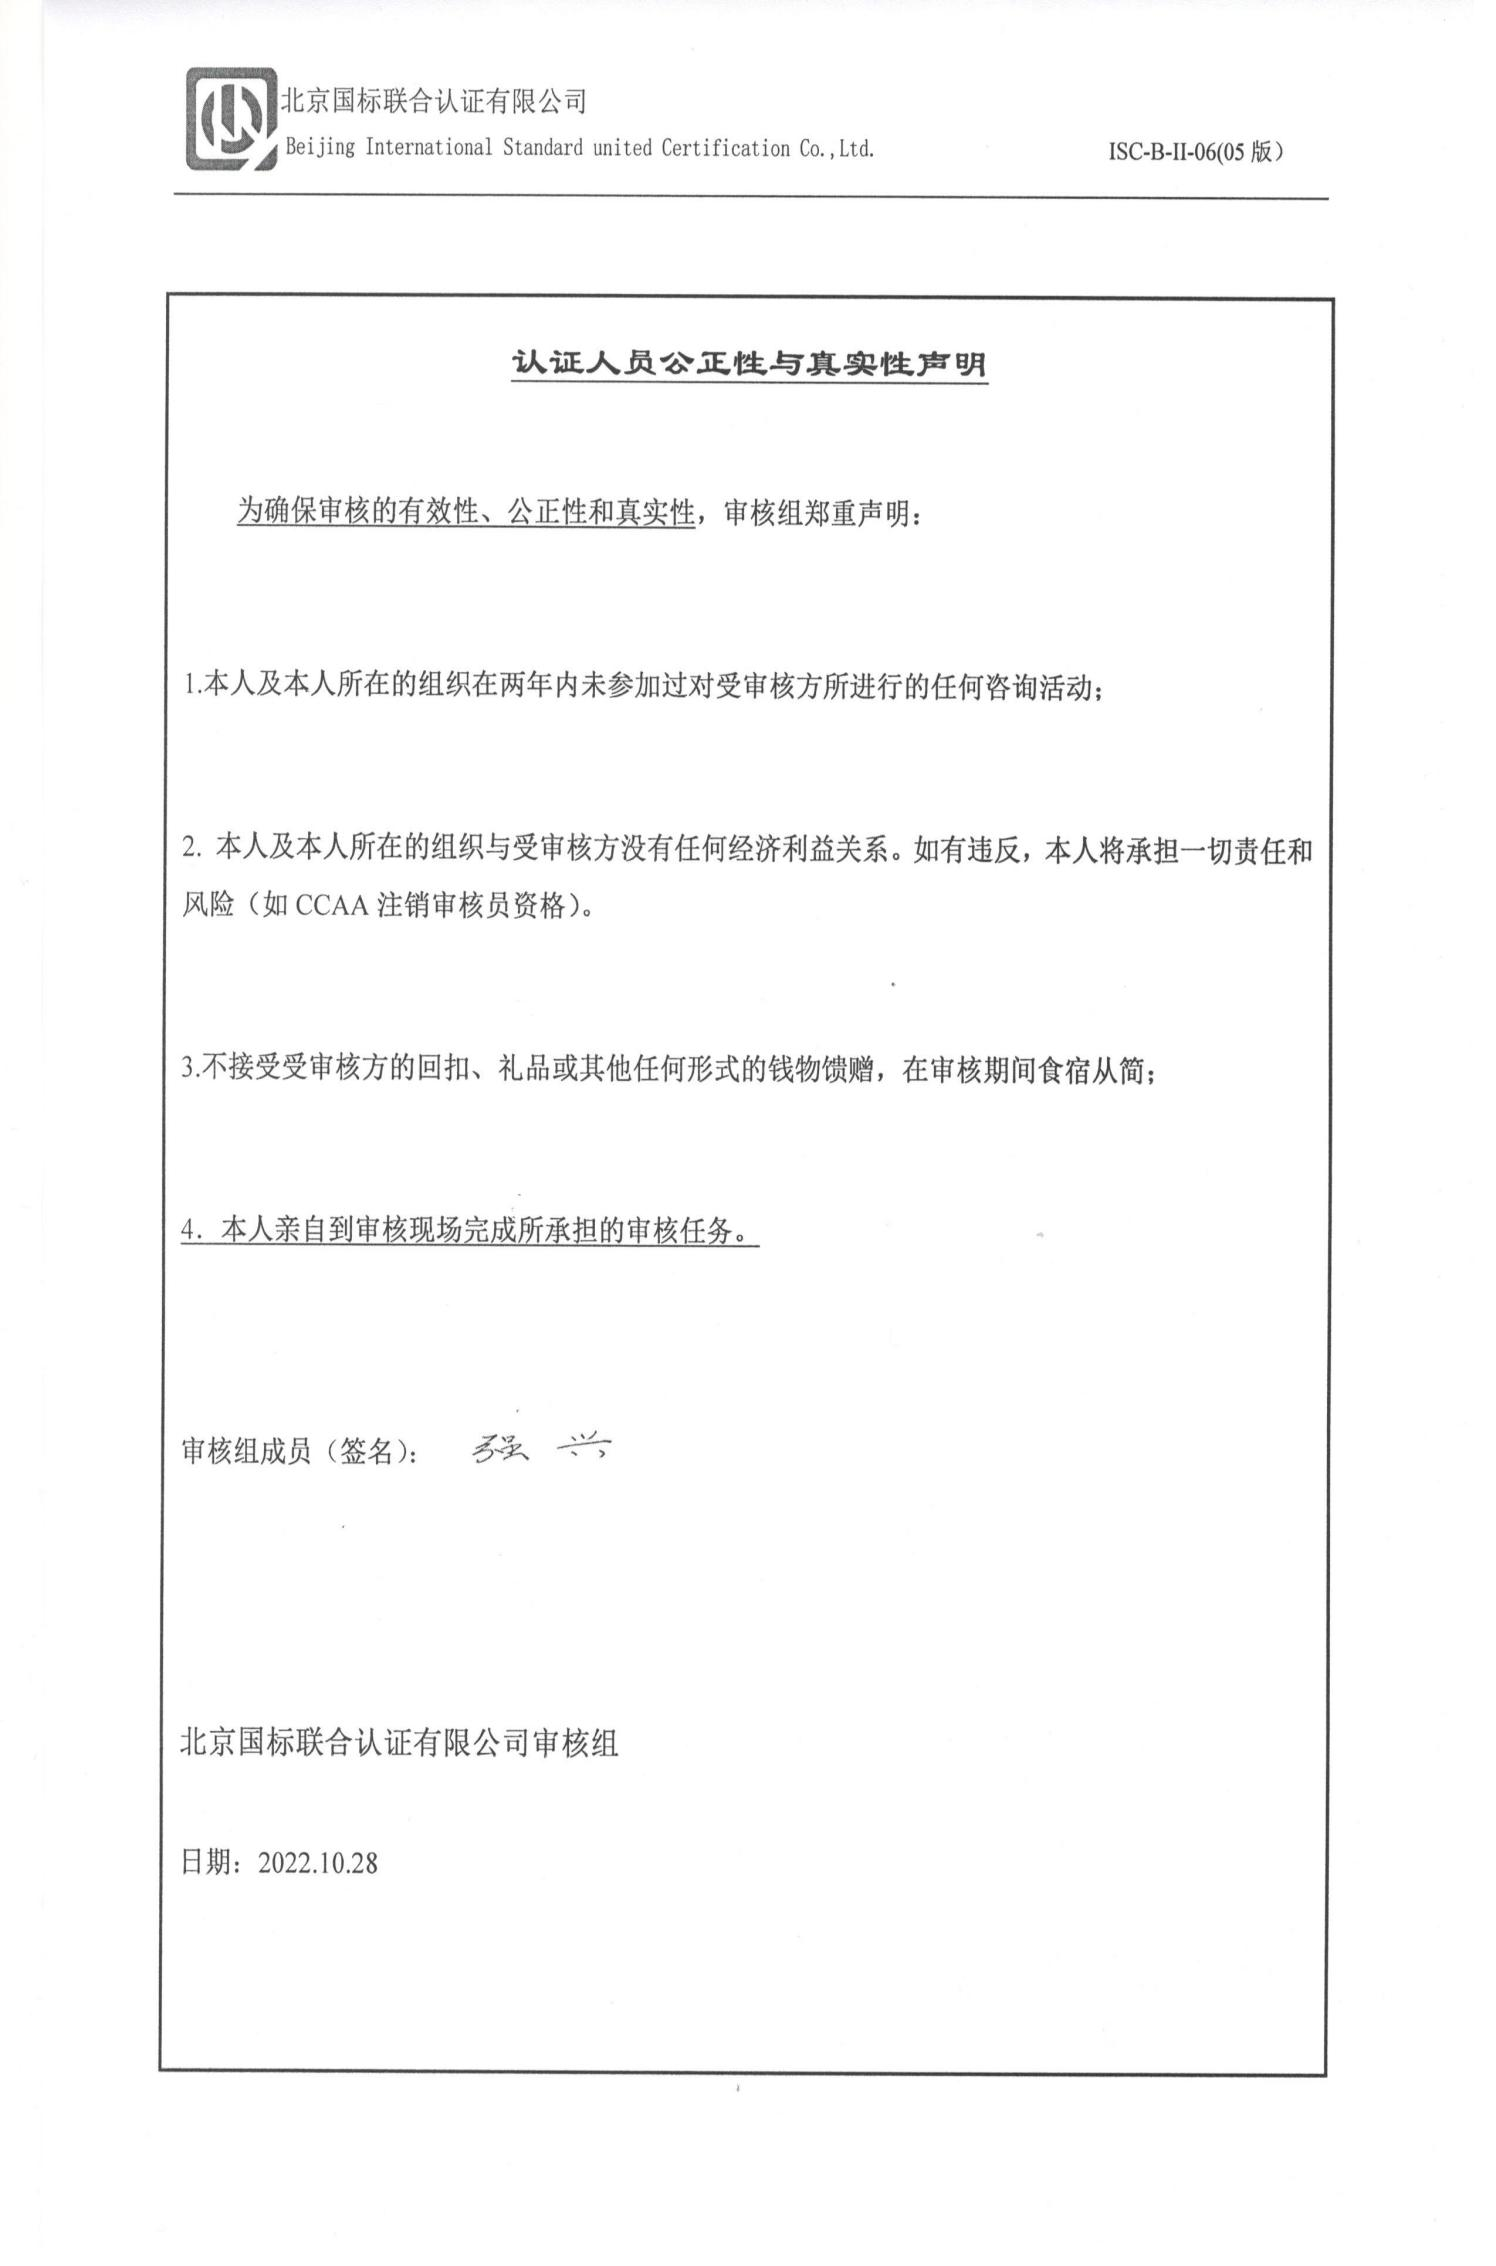 北京国标联合认证有限公司
Beijing International Standard united Certification Co.,Ltd.
ISC-B-II-06(05版）
认证人员公正性与真实性声明
为确保审核的有效性、公正性和真实性，审核组郑重声明：
1.本人及本人所在的组织在两年内未参加过对受审核方所进行的任何咨询活动；
2. 本人及本人所在的组织与受审核方没有任何经济利益关系。如有违反，本人将承担一切责任和
风险（如 CCAA 注销审核员资格）。
3.不接受受审核方的回扣、礼品或其他任何形式的钱物馈赠，在审核期间食宿从简；
4. 本人亲自到审核现场完成所承担的审核任务。
审核组成员（签名）： 强兴
北京国标联合认证有限公司审核组
日期：2022.10.28